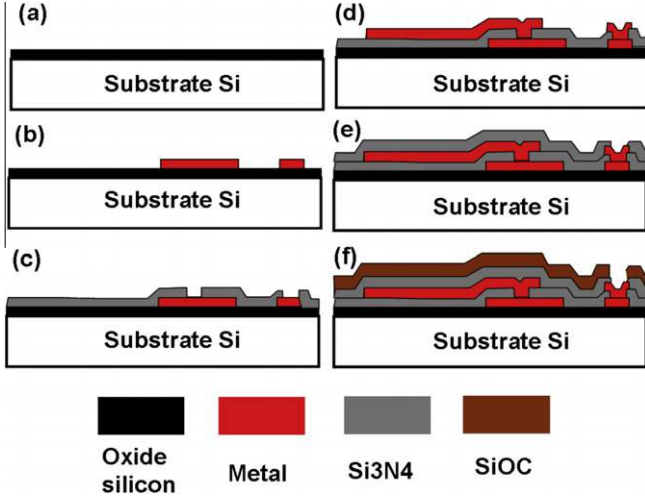 (a)
Substrate Si
(b)
Substrate Si
(c)
Substrate Si
(d)
Substrate Si
(e)
Substrate Si
(f)
Substrate Si
Oxide
silicon
Metal
Si3N4
SiOC